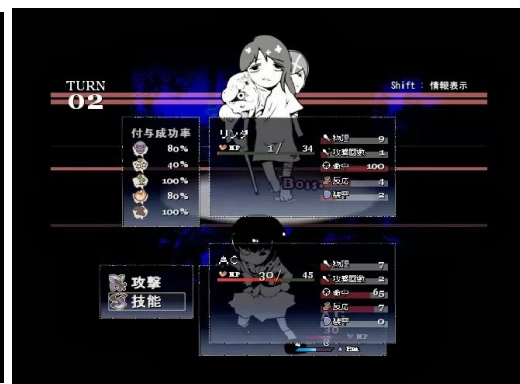 TURN
02
Shift : 情報表示
付与成功率
80%
40%
100%
80%
100%
リンダ
HP 1/ 34
物理 9
攻撃回数 1
命中 100
反応 4
装甲 2
Boss
HP 30/ 45
物理 7
攻撃回数 2
命中 65
反応 7
装甲 0
攻撃
技能
30
HP
8